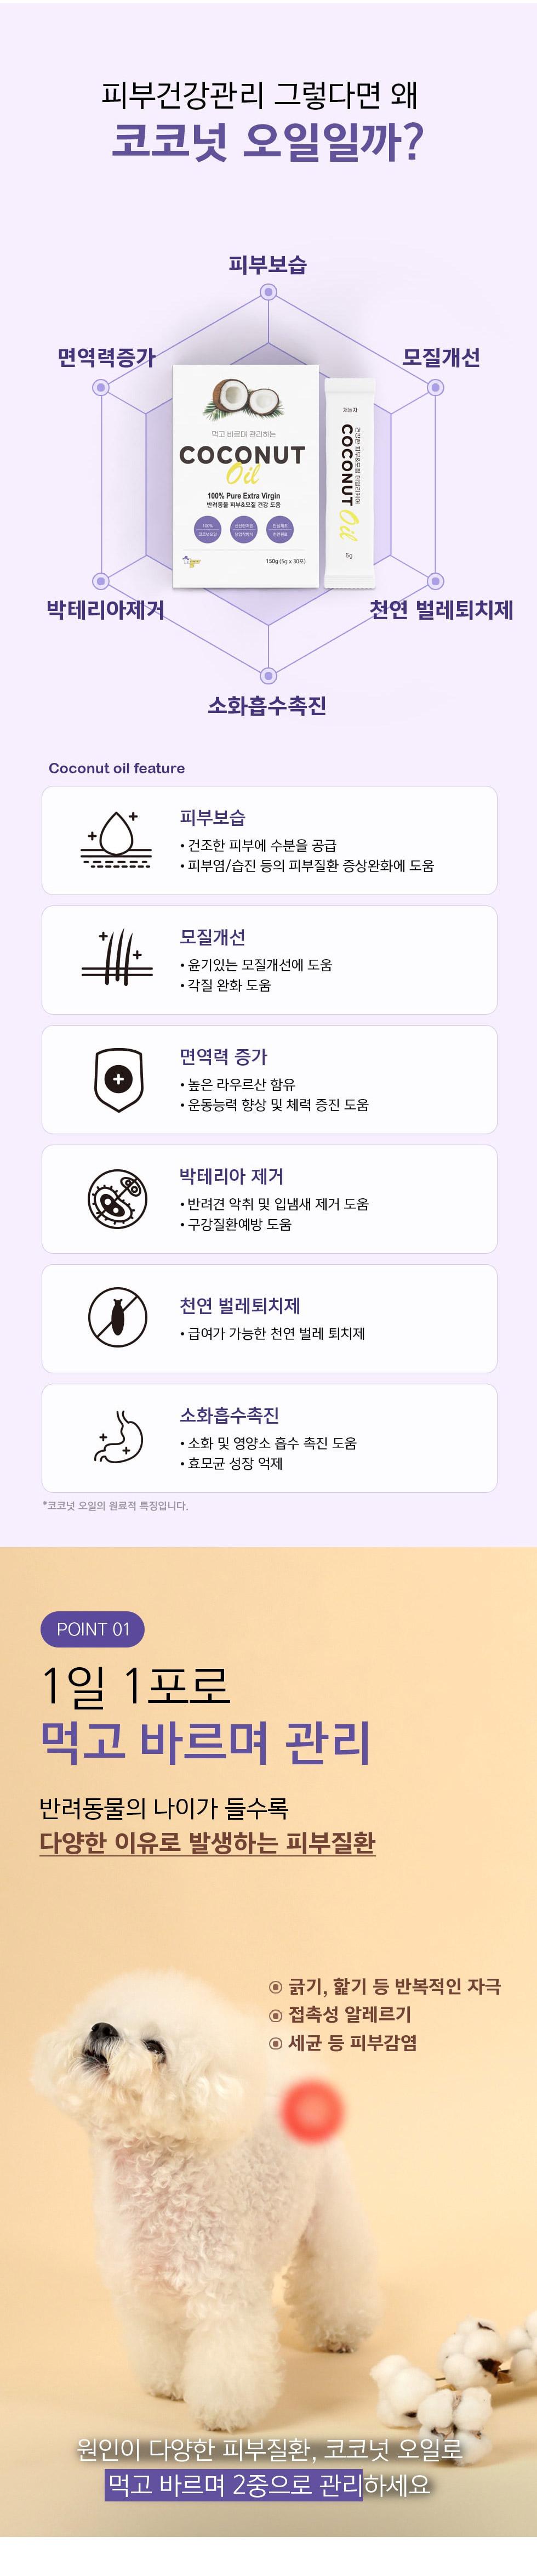 피부건강관리 그렇다면 왜
코코넛 오일일까?
피부보습
면역력증가
모질개선
먹고 바르며 관리하는
COCONUT
Oil
100% Pure Extra Virgin
반려동물 피부&모질 건강 도움
100%
코코넛오일
150g (5g x 30포)
건강한 피부&모질 데일리케어
COCONUT Oil
5g
박테리아제거
천연 벌레퇴치제
소화흡수촉진
Coconut oil feature
피부보습
• 건조한 피부에 수분을 공급
• 피부염/습진 등의 피부질환 증상완화에 도움
모질개선
• 윤기있는 모질개선에 도움
• 각질 완화 도움
면역력 증가
• 높은 라우르산 함유
• 운동능력 향상 및 체력 증진 도움
박테리아 제거
• 반려견 악취 및 입냄새 제거 도움
• 구강질환예방 도움
천연 벌레퇴치제
• 급여가 가능한 천연 벌레 퇴치제
소화흡수촉진
• 소화 및 영양소 흡수 촉진 도움
• 효모균 성장 억제
*코코넛 오일의 원료적 특징입니다.
POINT 01
1일 1포로
먹고 바르며 관리
반려동물의 나이가 들수록
다양한 이유로 발생하는 피부질환
긁기, 핥기 등 반복적인 자극
접촉성 알레르기
세균 등 피부감염
원인이 다양한 피부질환, 코코넛 오일로
먹고 바르며 2중으로 관리하세요